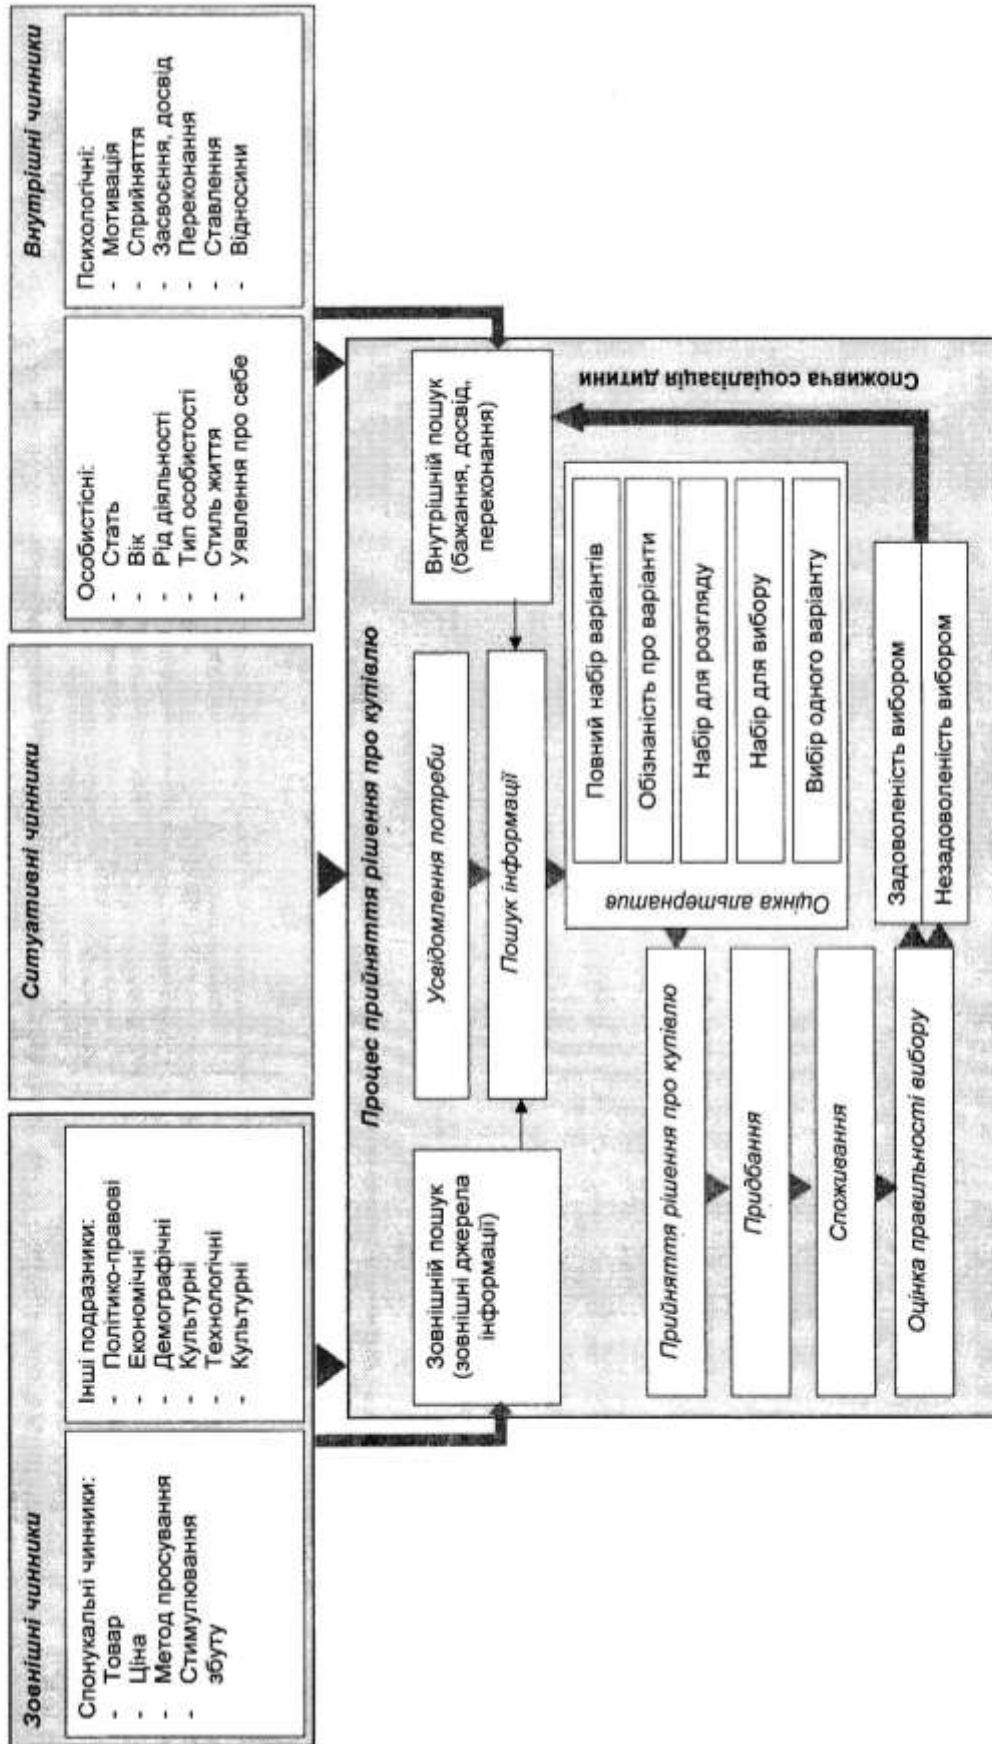 Зовнішні чинники
Спонукальні чинники:
- Товар
- Ціна
- Метод просування
- Стимулювання
збуту
Інші подразники:
- Політико-правові
- Економічні
- Демографічні
- Культурні
- Технологічні
- Культурні
Ситуативні чинники
Внутрішні чинники
Особистісні:
- Стать
- Вік
- Рід діяльності
- Тип особистості
- Стиль життя
- Уявлення про себе
Психологічні:
- Мотивація
- Сприйняття
- Засвоєння, досвід
- Переконання
- Ставлення
- Відносини
Процес прийняття рішення про купівлю
Зовнішній пошук
(зовнішні джерела
інформації)
Усвідомлення потреби
Пошук інформації
Внутрішній пошук
(бажання, досвід,
переконання)
Оцінка альтернатив
Повний набір варіантів
Обізнаність про варіанти
Набір для розгляду
Набір для вибору
Вибір одного варіанту
Прийняття рішення про купівлю
Придбання
Споживання
Оцінка правильності вибору
Задоволеність вибором
Незадоволеність вибором
Споживча соціалізація дитини